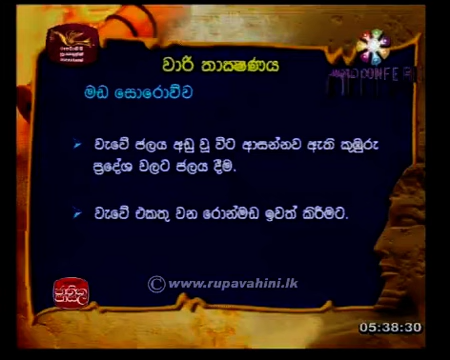 වාරි තාක්‍ෂණය
මඩ සොරොව්ව
වැවේ ජලය අඩු වූ විට ආසන්නව ඇති කුඹුරු
ප්‍රදේශ වලට ජලය දීම.
වැවේ එකතු වන රොන්මඩ ඉවත් කිරීමට.
© www.rupavahini.lk
05:38:30